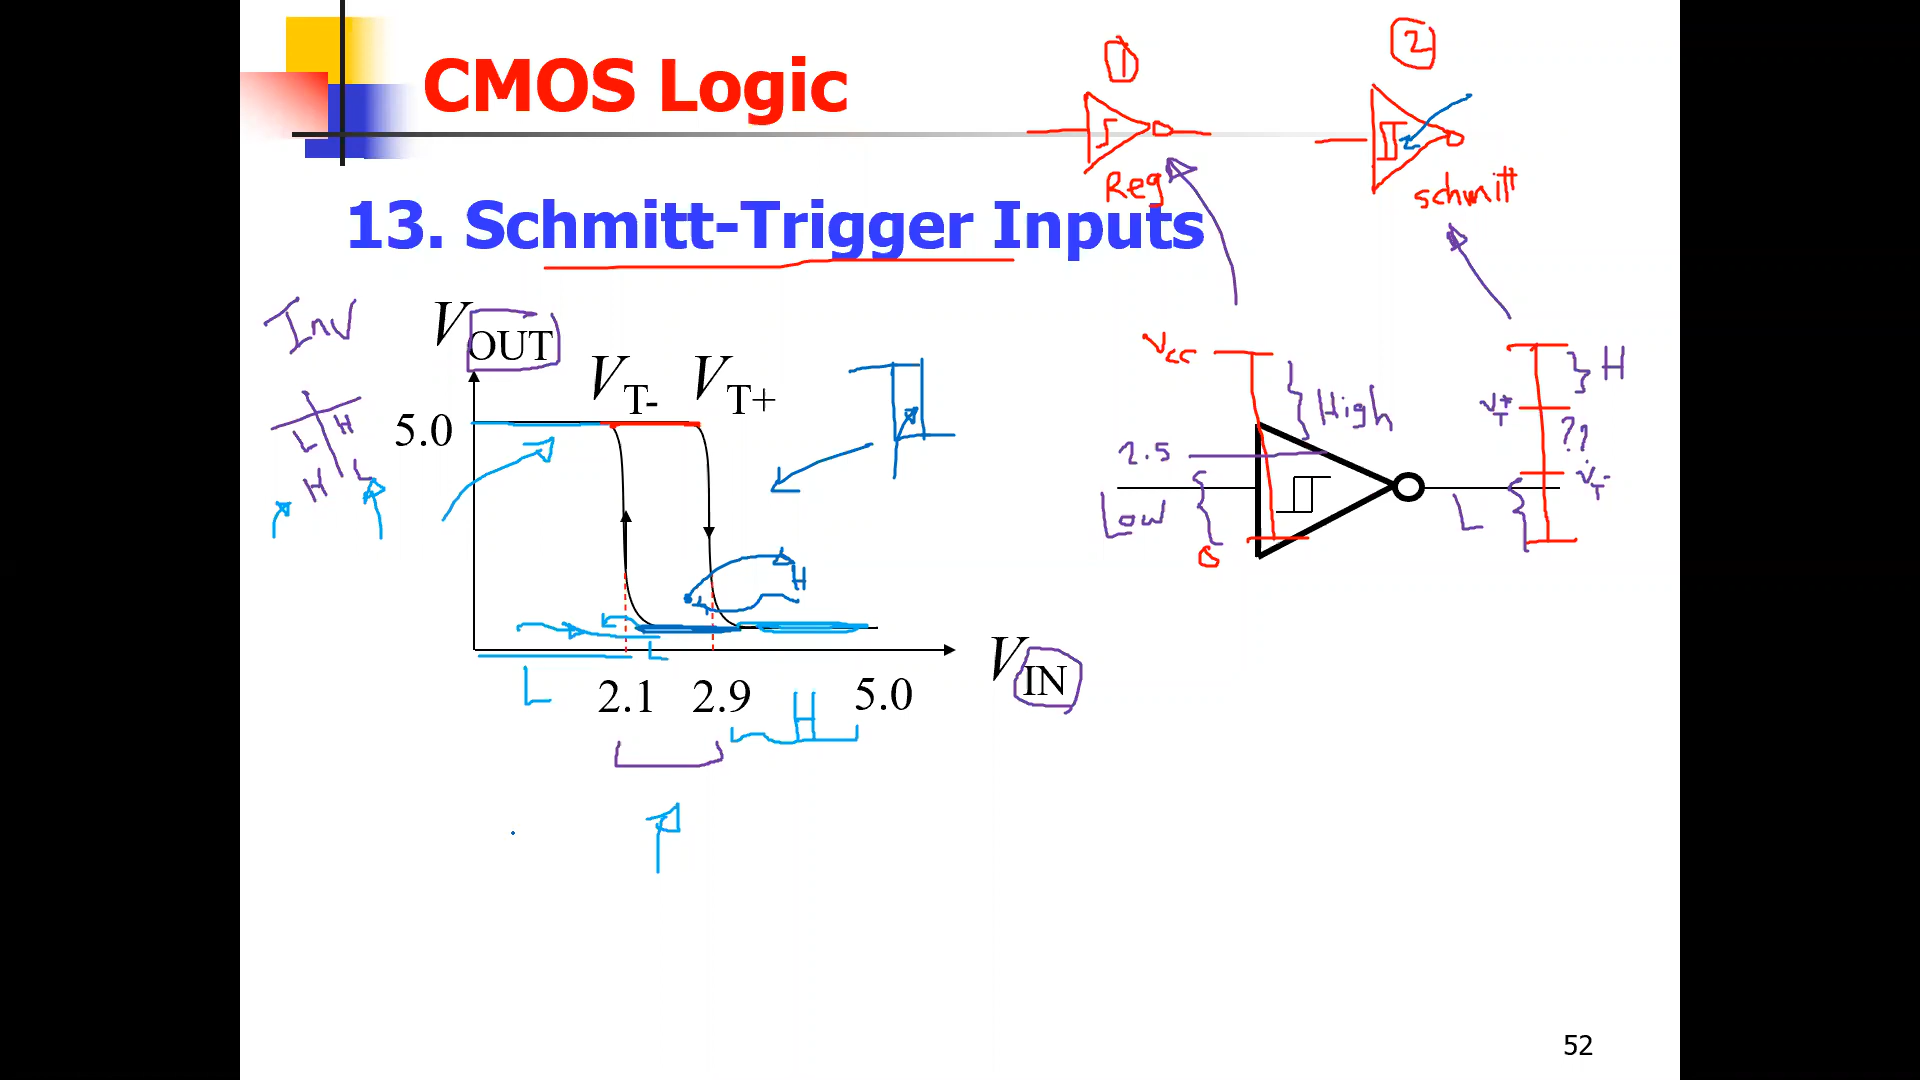 CMOS Logic
1
2
Reg
schmitt
13. Schmitt-Trigger Inputs
Inv
VOUT
VT- VT+
5.0
L H
H L
H
L
2.1 2.9 5.0
L
H
VIN
Vcc
High
2.5
Low
0
H
VT+
??
VT-
L
52